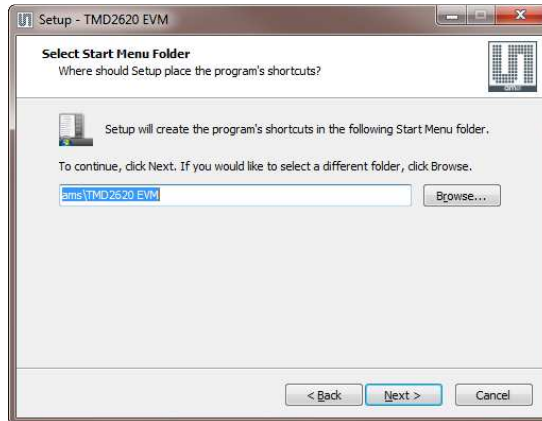 Setup - TMD2620 EVM
Select Start Menu Folder
Where should Setup place the program's shortcuts?
am
Setup will create the program's shortcuts in the following Start Menu folder.
To continue, click Next. If you would like to select a different folder, click Browse.
ams\TMD2620 EVM
Browse...
< Back
Next >
Cancel